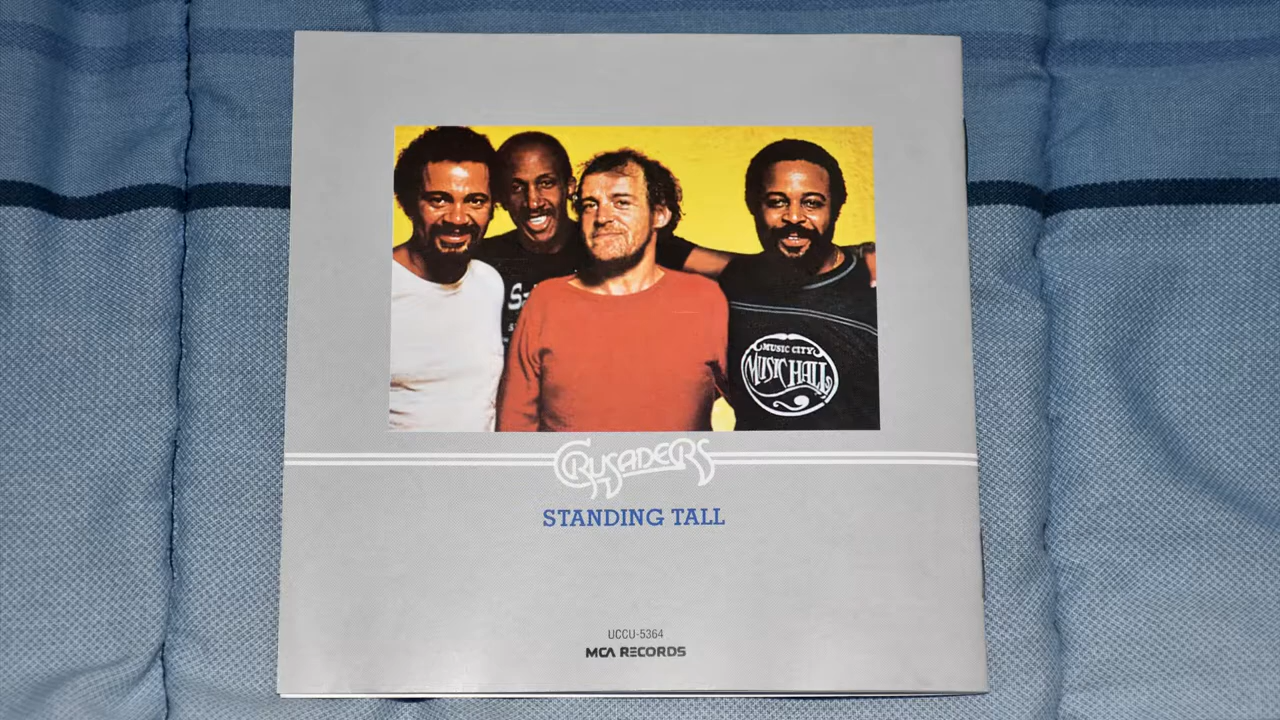 MUSIC CITY
MUSIC HALL
CRUSADERS
STANDING TALL
UCCU-5364
MCA RECORDS